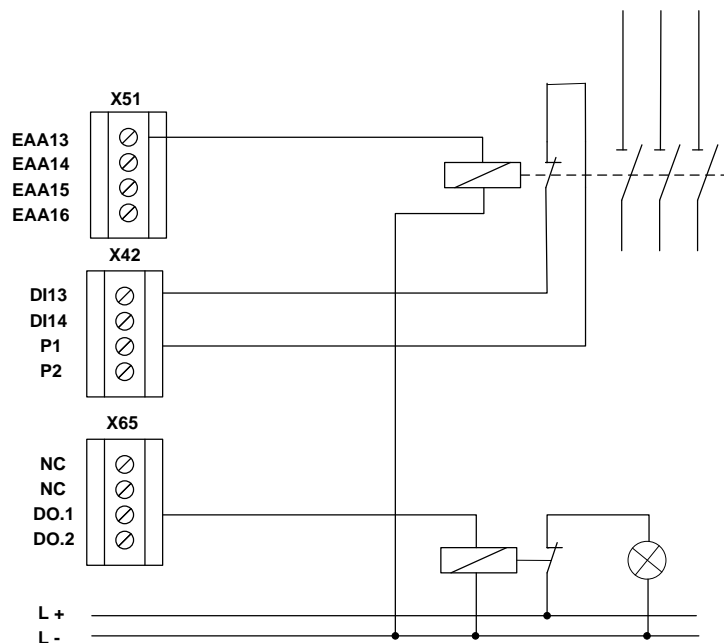 X51
EAA13
EAA14
EAA15
EAA16
X42
DI13
DI14
P1
P2
X65
NC
NC
DO.1
DO.2
L +
L -